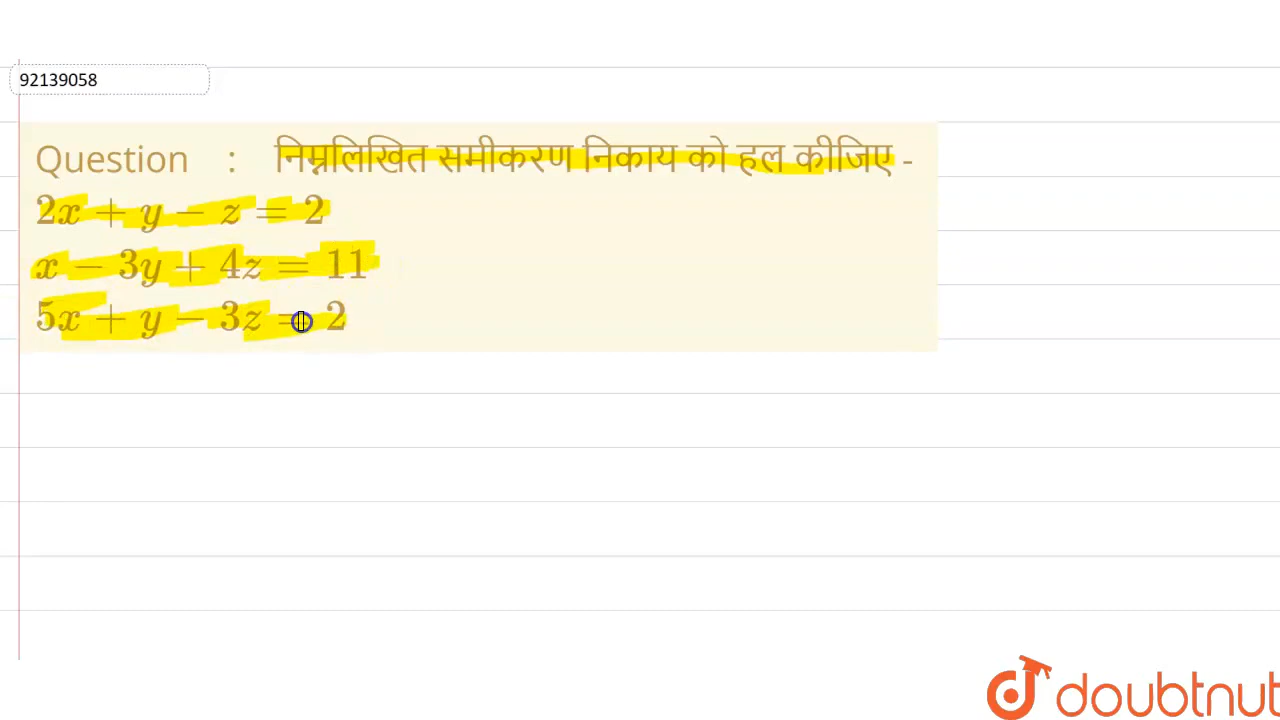 92139058
Question : निम्नलिखित समीकरण निकाय को हल कीजिए -
2x + y − z = 2
x − 3y + 4z = 11
5x + y − 3z = 2
doubtnut